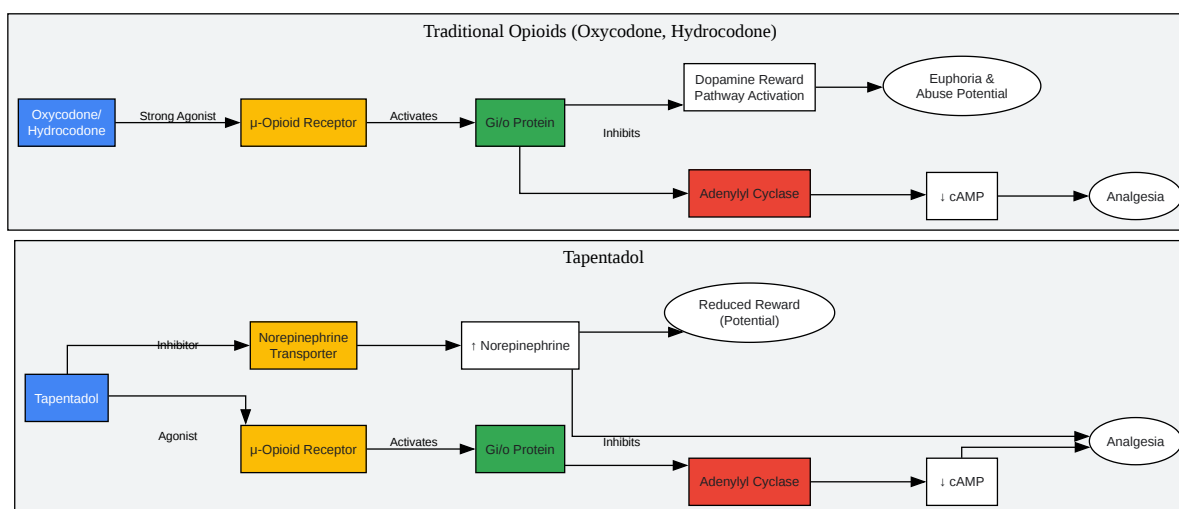 Traditional Opioids (Oxycodone, Hydrocodone)
Oxycodone/
Hydrocodone
Strong Agonist
μ-Opioid Receptor
Activates
Gi/o Protein
Inhibits
Dopamine Reward
Pathway Activation
Euphoria &
Abuse Potential
Adenylyl Cyclase
↓ cAMP
Analgesia
Tapentadol
Tapentadol
Inhibitor
Norepinephrine
Transporter
↑ Norepinephrine
Reduced Reward
(Potential)
Agonist
μ-Opioid Receptor
Activates
Gi/o Protein
Inhibits
Adenylyl Cyclase
↓ cAMP
Analgesia